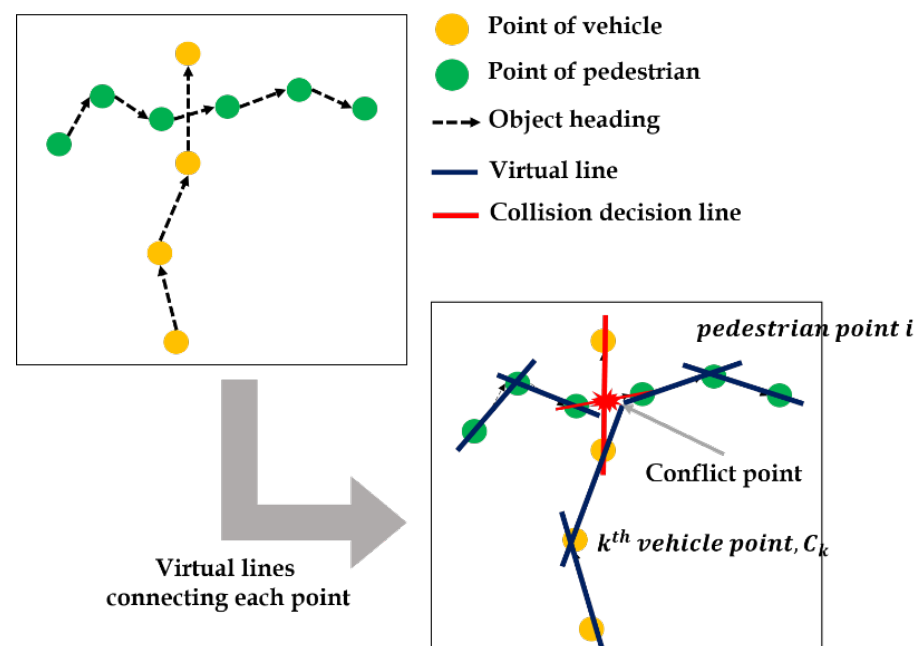 Point of vehicle
Point of pedestrian
Object heading
Virtual line
Collision decision line
pedestrian point i
Conflict point
kᵗʰ vehicle point, Cₖ
Virtual lines
connecting each point